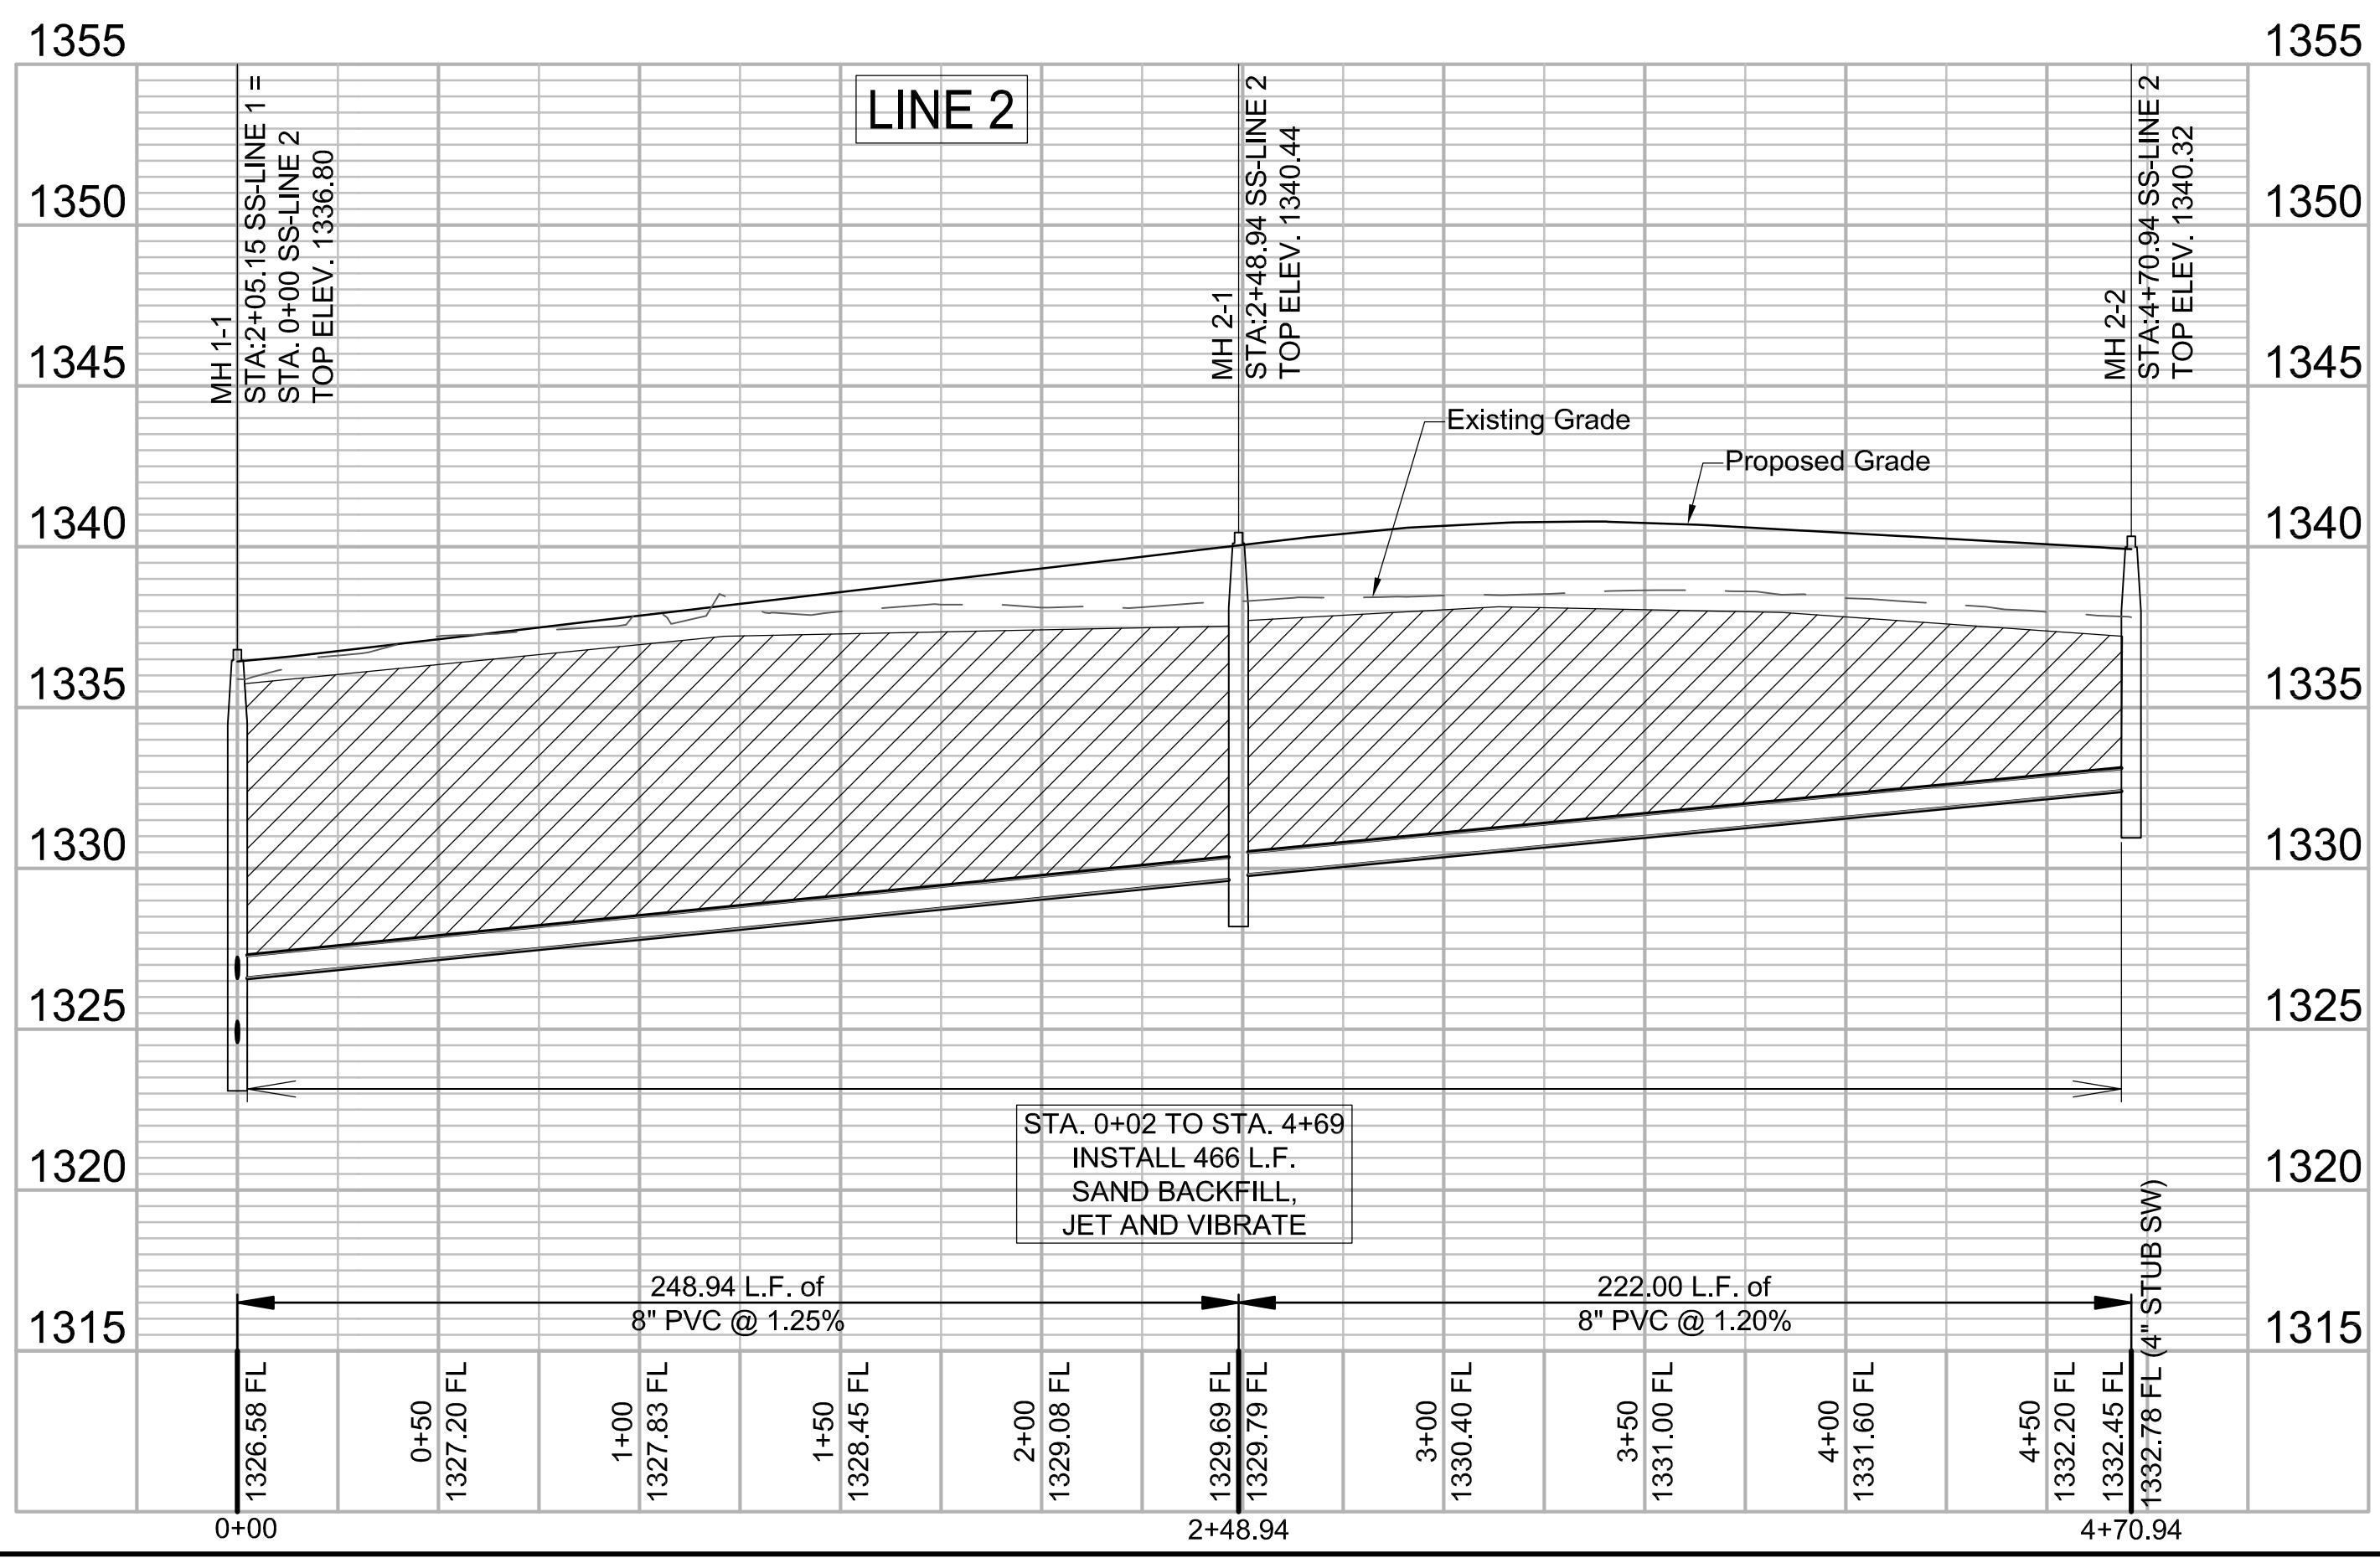 1355
1355
LINE 2
MH 1-1
STA:2+05.15 SS-LINE 1 =
STA. 0+00 SS-LINE 2
TOP ELEV. 1336.80
MH 2-1
STA:2+48.94 SS-LINE 2
TOP ELEV. 1340.44
MH 2-2
STA:4+70.94 SS-LINE 2
TOP ELEV. 1340.32
1350
1350
1345
1345
Existing Grade
Proposed Grade
1340
1340
1335
1335
1330
1330
1325
1325
STA. 0+02 TO STA. 4+69
INSTALL 466 L.F.
SAND BACKFILL,
JET AND VIBRATE
1320
1320
248.94 L.F. of
8" PVC @ 1.25%
222.00 L.F. of
8" PVC @ 1.20%
1315
1315
1326.58 FL
0+50
1327.20 FL
1+00
1327.83 FL
1+50
1328.45 FL
2+00
1329.08 FL
1329.69 FL
1329.79 FL
3+00
1330.40 FL
3+50
1331.00 FL
4+00
1331.60 FL
4+50
1332.20 FL
1332.45 FL
1332.78 FL (4" STUB SW)
0+00
2+48.94
4+70.94